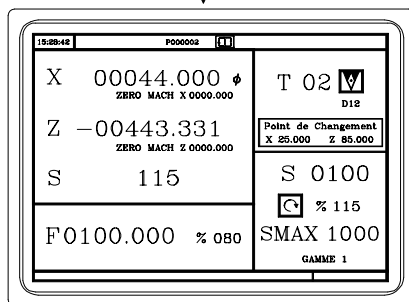 15:28:42 P000002
X 00044.000 ø
ZERO MACH X 0000.000
Z -00443.331
ZERO MACH Z 0000.000
S 115
F0100.000 % 080
T 02
D12
Point de Changement
X 25.000 Z 85.000
S 0100
% 115
SMAX 1000
GAMME 1